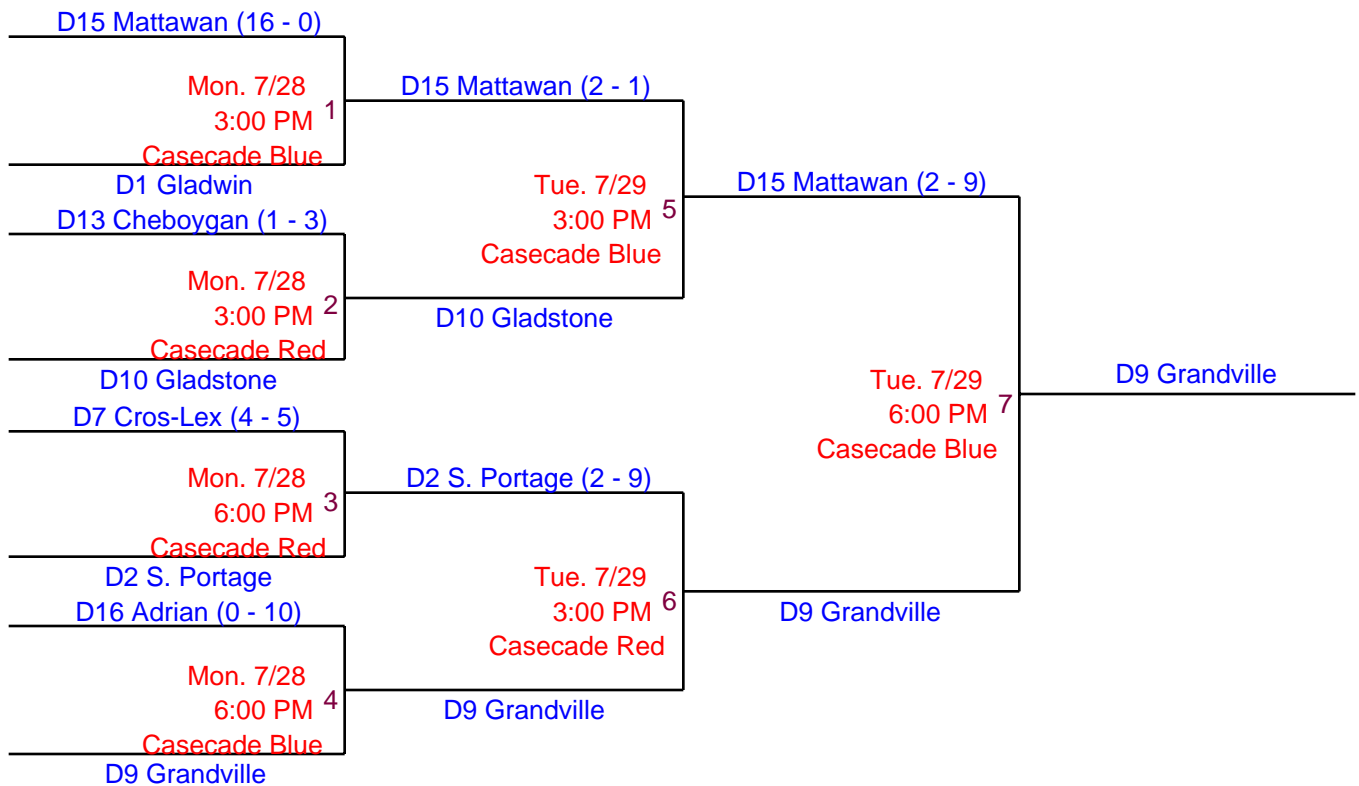 D15 Mattawan (16 - 0)
Mon. 7/28
3:00 PM
1
Casecade Blue
D1 Gladwin
D13 Cheboygan (1 - 3)
Mon. 7/28
3:00 PM
2
Casecade Red
D10 Gladstone
D7 Cros-Lex (4 - 5)
Mon. 7/28
6:00 PM
3
Casecade Red
D2 S. Portage
D16 Adrian (0 - 10)
Mon. 7/28
6:00 PM
4
Casecade Blue
D9 Grandville
D15 Mattawan (2 - 1)
Tue. 7/29
3:00 PM
5
Casecade Blue
D10 Gladstone
D2 S. Portage (2 - 9)
Tue. 7/29
3:00 PM
6
Casecade Red
D9 Grandville
D15 Mattawan (2 - 9)
Tue. 7/29
6:00 PM
7
Casecade Blue
D9 Grandville
D9 Grandville